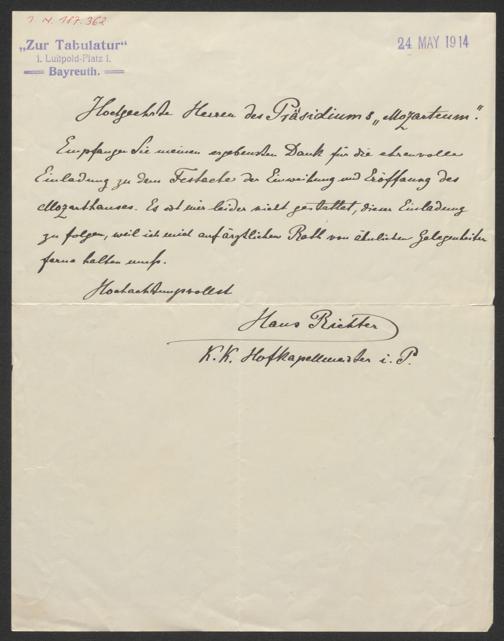 I. N. 187.362
„Zur Tabulatur“
I. Luitpold-Platz I.
Bayreuth.
24 MAY 1914
Hochgeehrte Herren des Präsidiums „Mozarteum“.
Empfangen Sie meinen ergebensten Dank für die ehrenvolle
Einladung zu dem Festakte der Einweihung und Eröffnung des
Mozarthauses. Es ist mir leider nicht gestattet, dieser Einladung
zu folgen, weil ich mich auf ärztlichen Rath von ähnlichen Gelegenheiten
ferne halten muß.
Hochachtungsvollst
Hans Richter
K. K. Hofkapellmeister i. P.